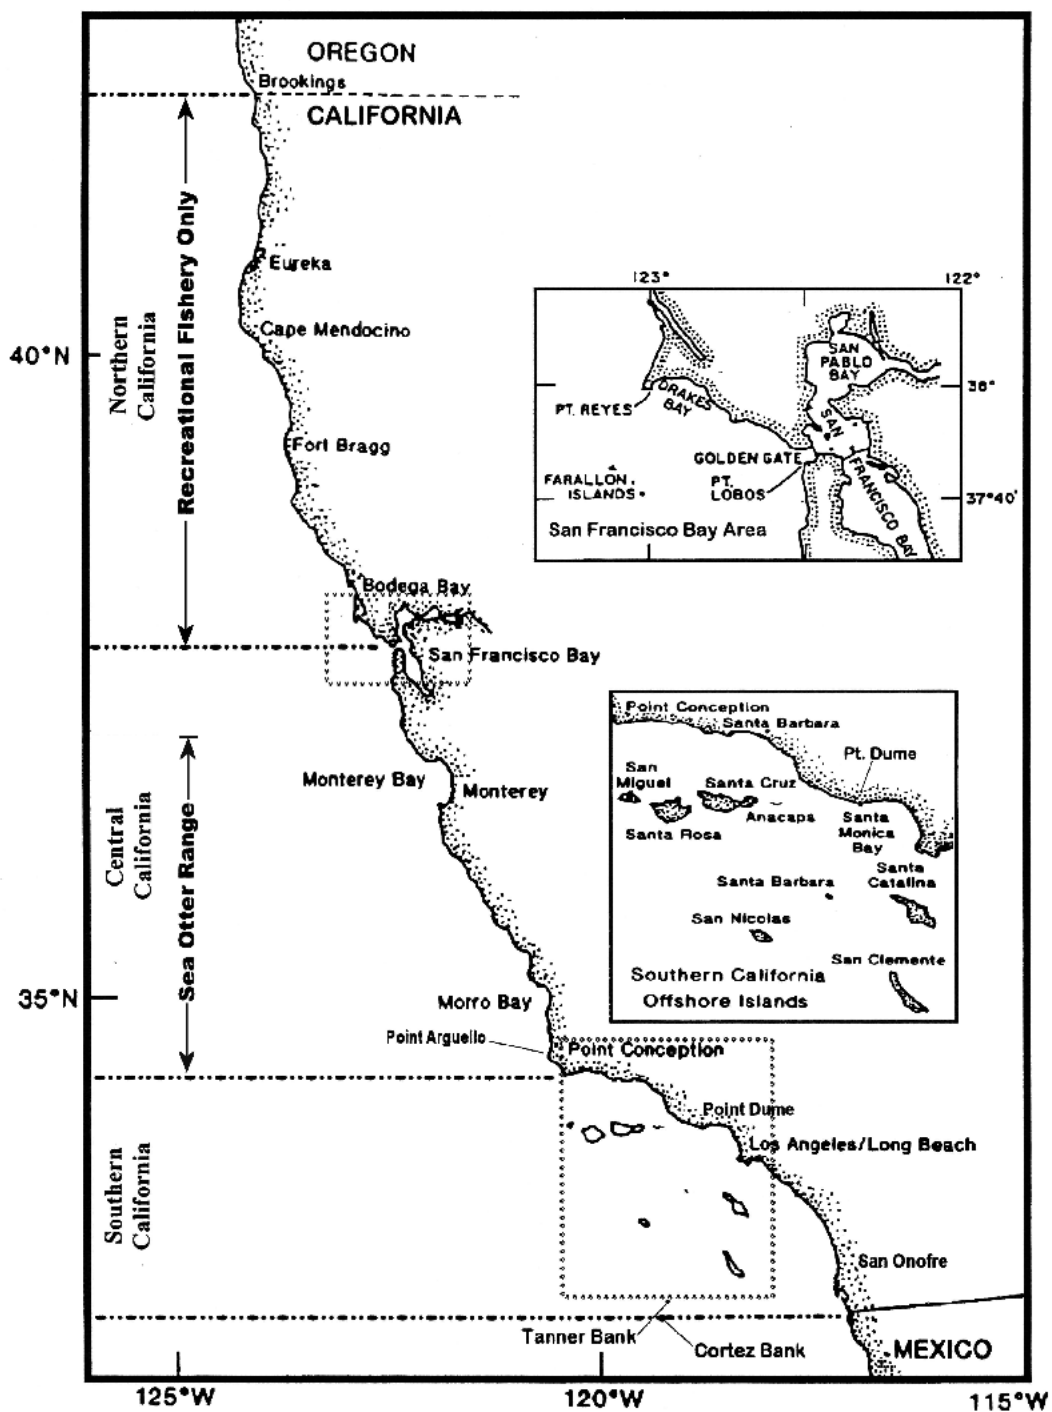 OREGON
Brookings
CALIFORNIA
Northern
California
Recreational Fishery Only
Eureka
Cape Mendocino
40°N
Fort Bragg
Bodega Bay
San Francisco Bay
123°
122°
SAN
PABLO
BAY
38°
DRAKES
BAY
PT. REYES
SAN
FRANCISCO BAY
GOLDEN GATE
PT.
LOBOS
FARALLON
ISLANDS
37°40'
San Francisco Bay Area
Central
California
Sea Otter Range
Monterey Bay
Monterey
35°N
Morro Bay
Point Arguello
Point Conception
Point Conception
Santa Barbara
Pt. Dume
San
Miguel
Santa Cruz
Santa Rosa
Anacapa
Santa
Monica
Bay
Santa Barbara
Santa
Catalina
San Nicolas
San Clemente
Southern California
Offshore Islands
Point Dume
Los Angeles/Long Beach
Southern
California
San Onofre
Tanner Bank
Cortez Bank
MEXICO
125°W
120°W
115°W